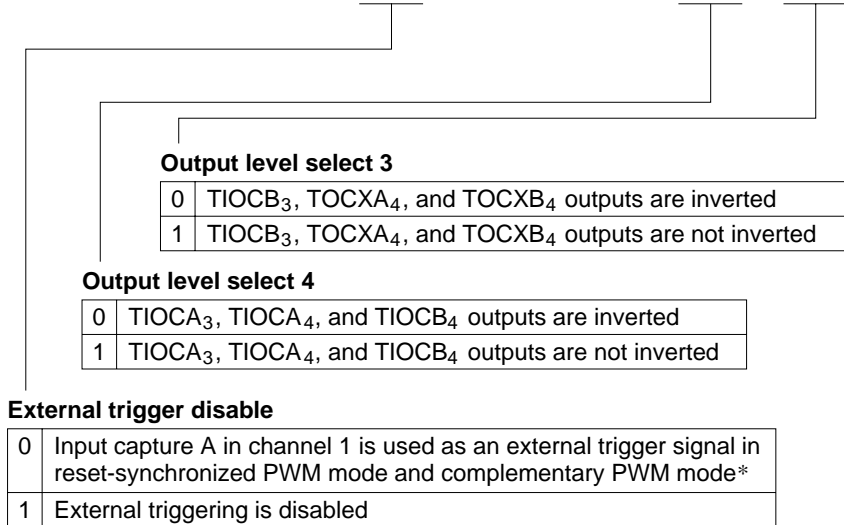 Output level select 3
0 TIOCB3, TOCXA4, and TOCXB4 outputs are inverted
1 TIOCB3, TOCXA4, and TOCXB4 outputs are not inverted
Output level select 4
0 TIOCA3, TIOCA4, and TIOCB4 outputs are inverted
1 TIOCA3, TIOCA4, and TIOCB4 outputs are not inverted
External trigger disable
0 Input capture A in channel 1 is used as an external trigger signal in
reset-synchronized PWM mode and complementary PWM mode*
1 External triggering is disabled